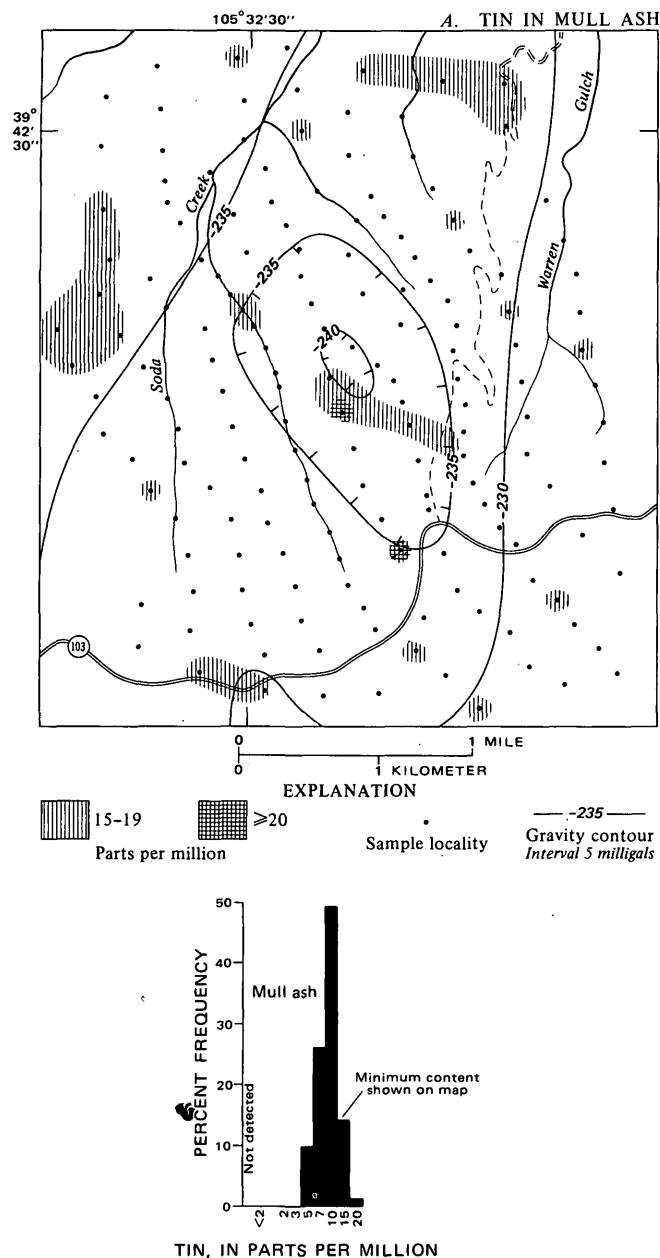 105° 32' 30''
A. TIN IN MULL ASH
39°
42'
30''
Creek
Gulch
Warren
Soda
-235
-235
-240
-235
-230
103
0 1 MILE
0 1 KILOMETER
EXPLANATION
15-19
≥20
Parts per million
Sample locality
-235
Gravity contour
Interval 5 milligals
50
40
30
20
10
0
PERCENT FREQUENCY
Mull ash
Minimum content
shown on map
Not detected
<2 2 3 5 7 10 15 20
TIN, IN PARTS PER MILLION